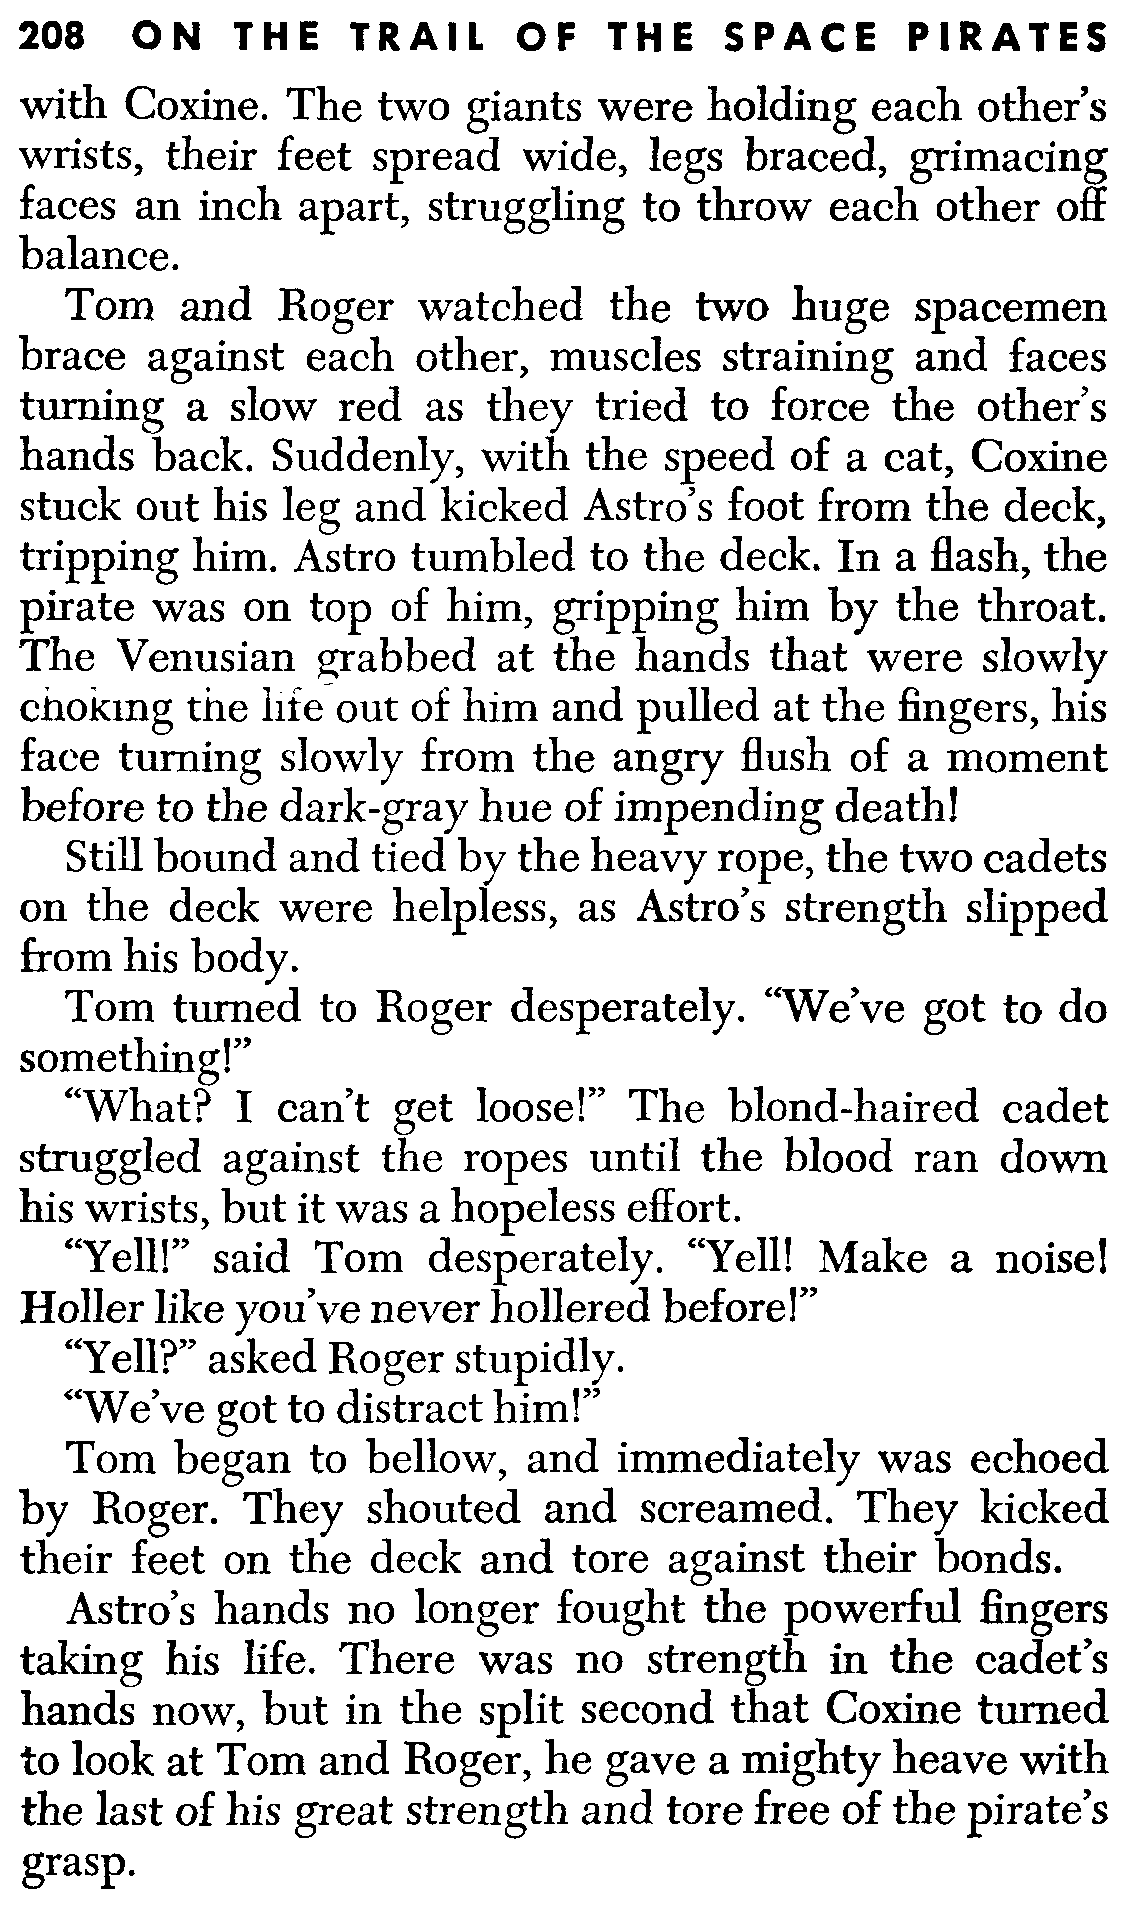 208 ON THE TRAIL OF THE SPACE PIRATES
with Coxine. The two giants were holding each other's
wrists, their feet spread wide, legs braced, grimacing
faces an inch apart, struggling to throw each other off
balance.
Tom and Roger watched the two huge spacemen
brace against each other, muscles straining and faces
turning a slow red as they tried to force the other's
hands back. Suddenly, with the speed of a cat, Coxine
stuck out his leg and kicked Astro's foot from the deck,
tripping him. Astro tumbled to the deck. In a flash, the
pirate was on top of him, gripping him by the throat.
The Venusian grabbed at the hands that were slowly
choking the life out of him and pulled at the fingers, his
face turning slowly from the angry flush of a moment
before to the dark-gray hue of impending death!
Still bound and tied by the heavy rope, the two cadets
on the deck were helpless, as Astro's strength slipped
from his body.
Tom turned to Roger desperately. “We've got to do
something!”
“What? I can't get loose!” The blond-haired cadet
struggled against the ropes until the blood ran down
his wrists, but it was a hopeless effort.
“Yell!” said Tom desperately. “Yell! Make a noise!
Holler like you've never hollered before!”
“Yell?” asked Roger stupidly.
“We've got to distract him!”
Tom began to bellow, and immediately was echoed
by Roger. They shouted and screamed. They kicked
their feet on the deck and tore against their bonds.
Astro's hands no longer fought the powerful fingers
taking his life. There was no strength in the cadet's
hands now, but in the split second that Coxine turned
to look at Tom and Roger, he gave a mighty heave with
the last of his great strength and tore free of the pirate's
grasp.